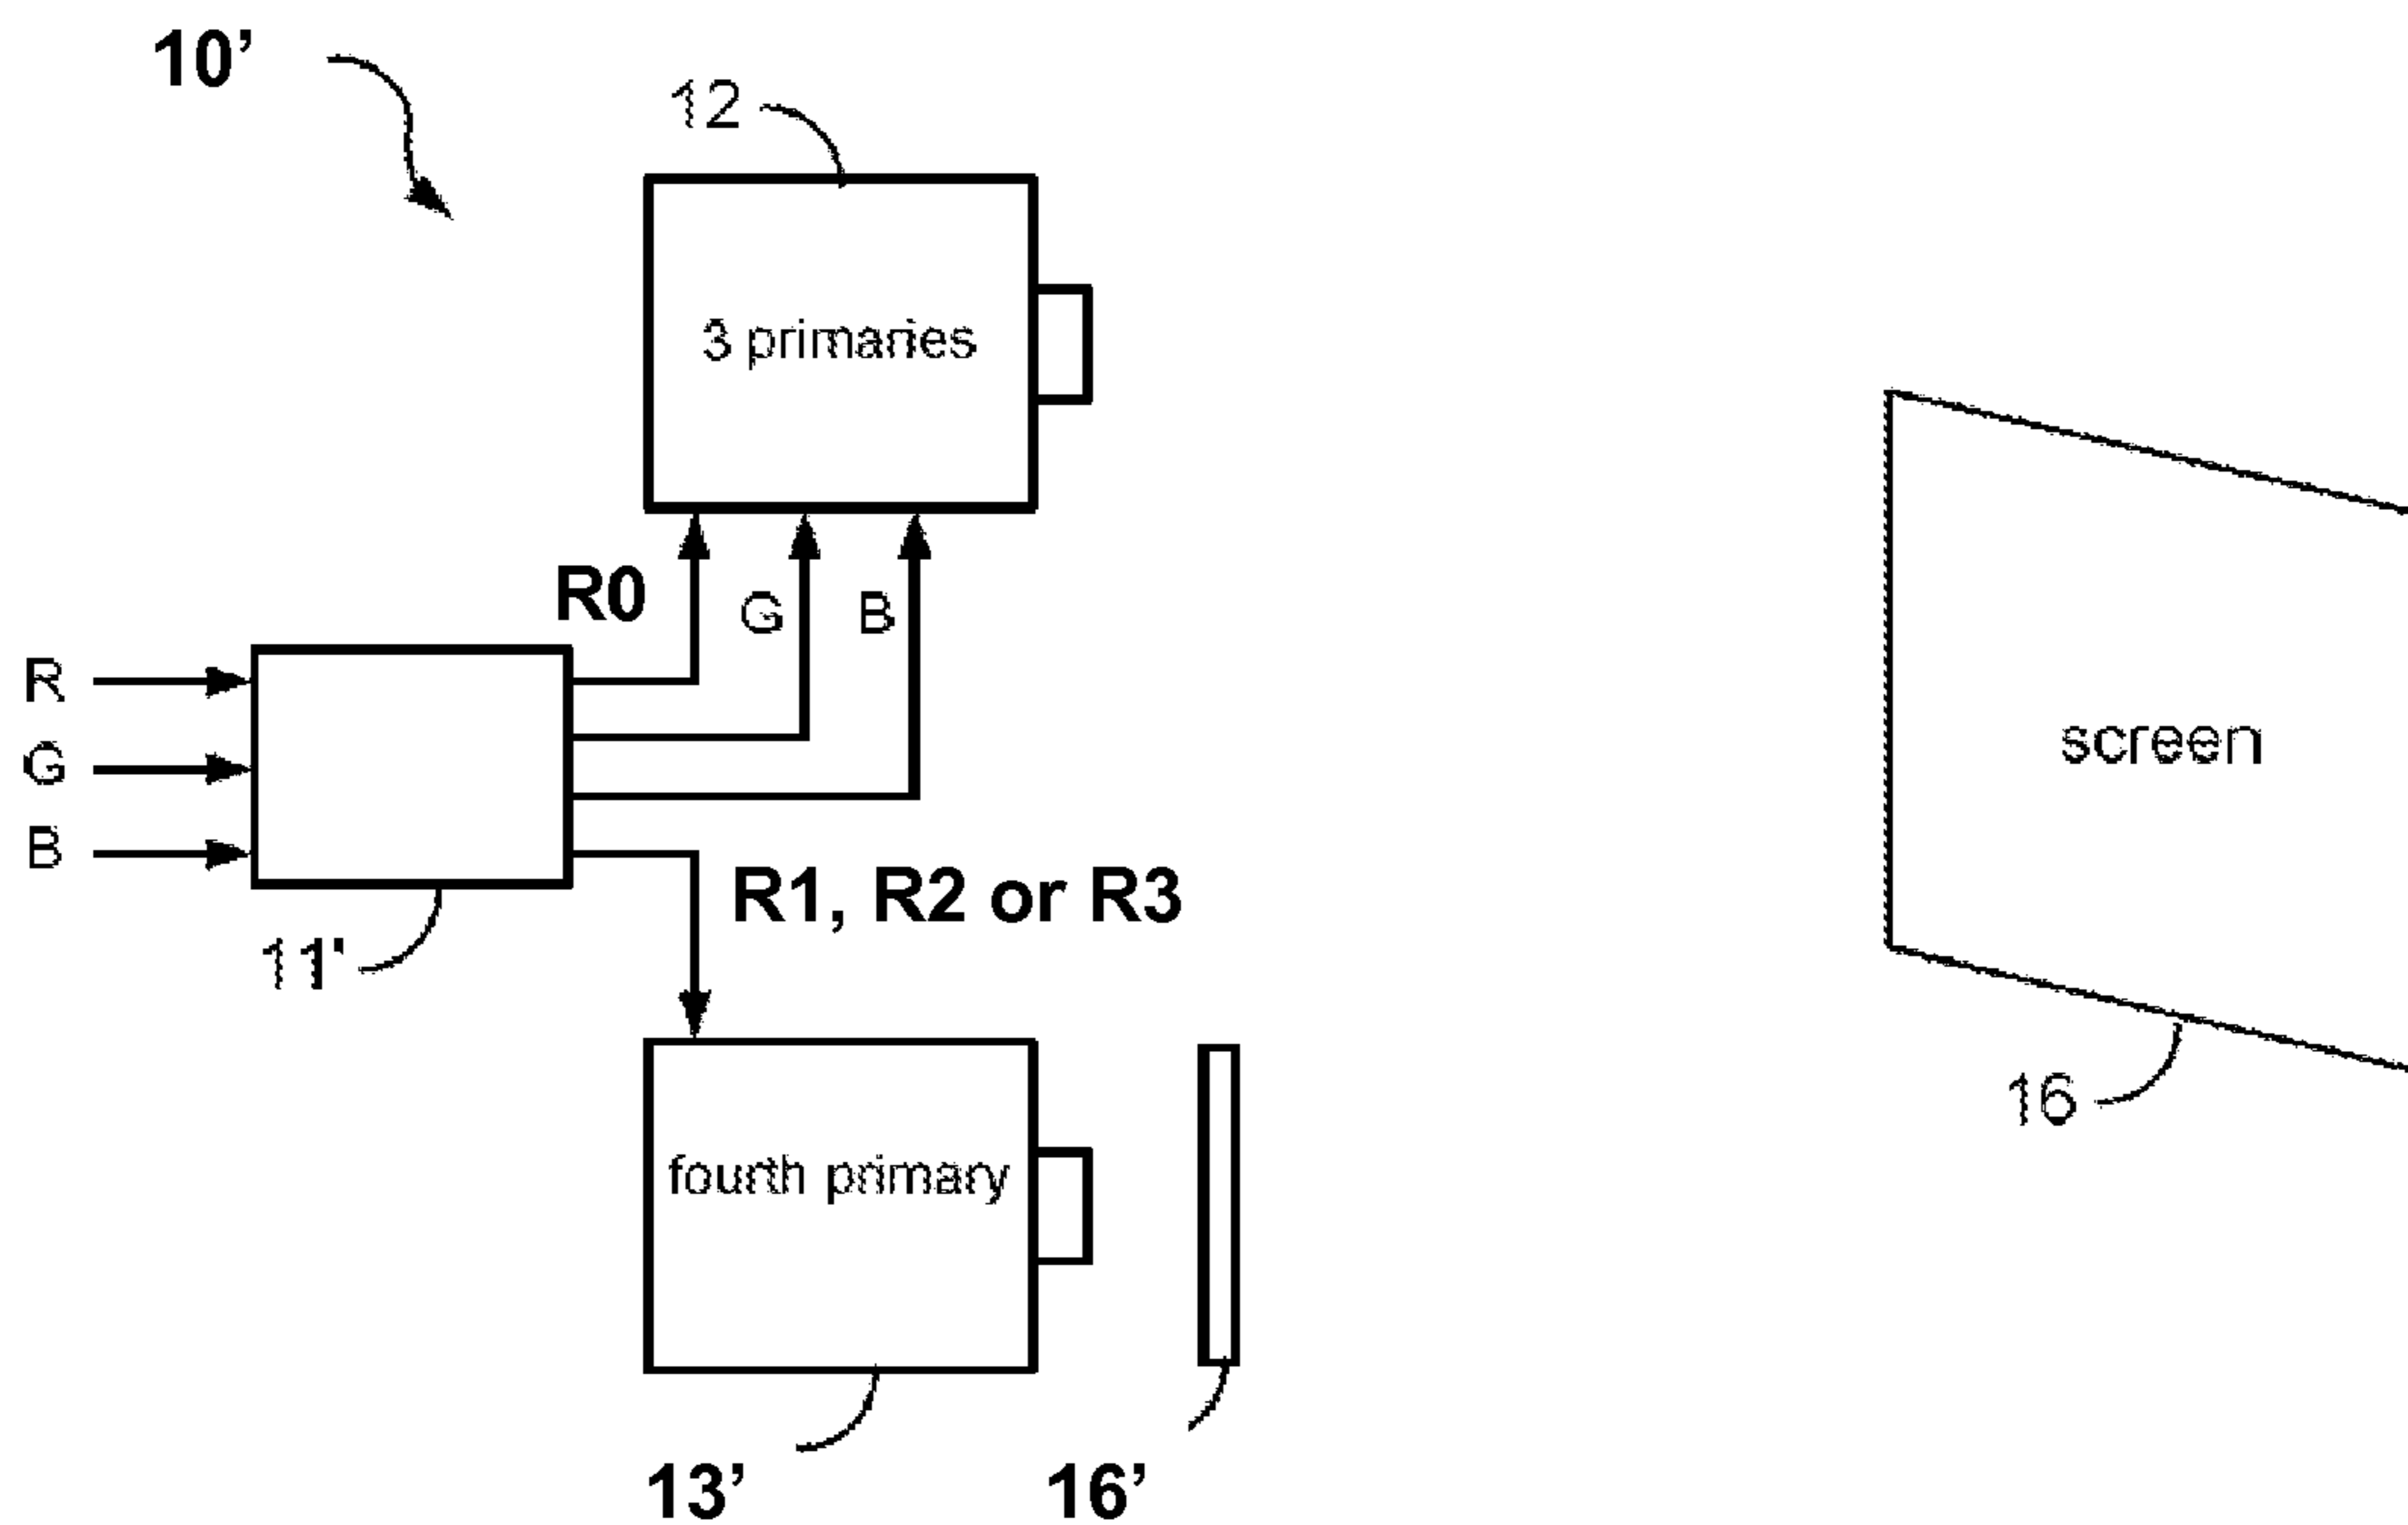 10’
12
3 primaries
R0
G
B
R
G
B
screen
R1, R2 or R3
11'
16
fourth primary
13’
16’